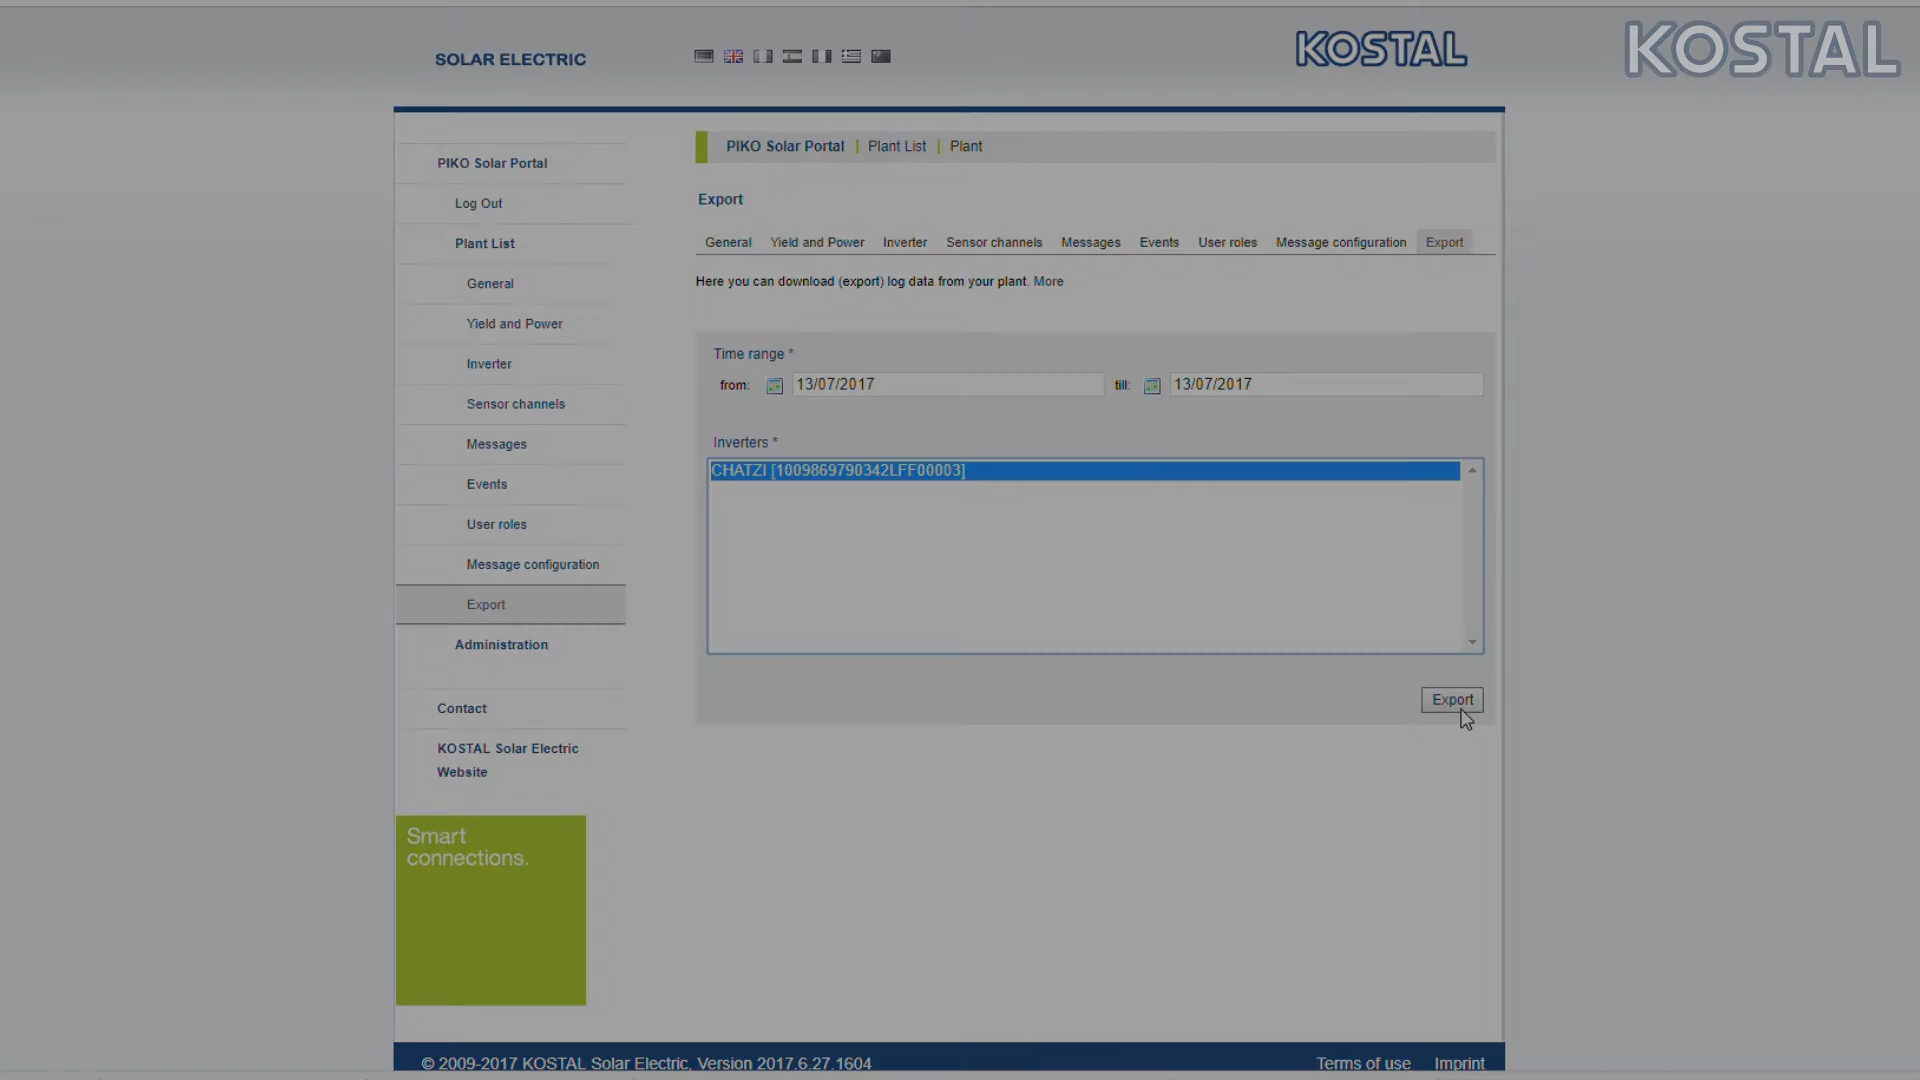 SOLAR ELECTRIC
KOSTAL
KOSTAL
PIKO Solar Portal
Log Out
Plant List
General
Yield and Power
Inverter
Sensor channels
Messages
Events
User roles
Message configuration
Export
Administration
Contact
KOSTAL Solar Electric
Website
Smart
connections.
PIKO Solar Portal | Plant List | Plant
Export
General Yield and Power Inverter Sensor channels Messages Events User roles Message configuration Export
Here you can download (export) log data from your plant. More
Time range *
from: 13/07/2017 till: 13/07/2017
Inverters *
CHATZI [1009869790342LFF00003]
Export
© 2009-2017 KOSTAL Solar Electric, Version 2017.6.27.1604
Terms of use Imprint